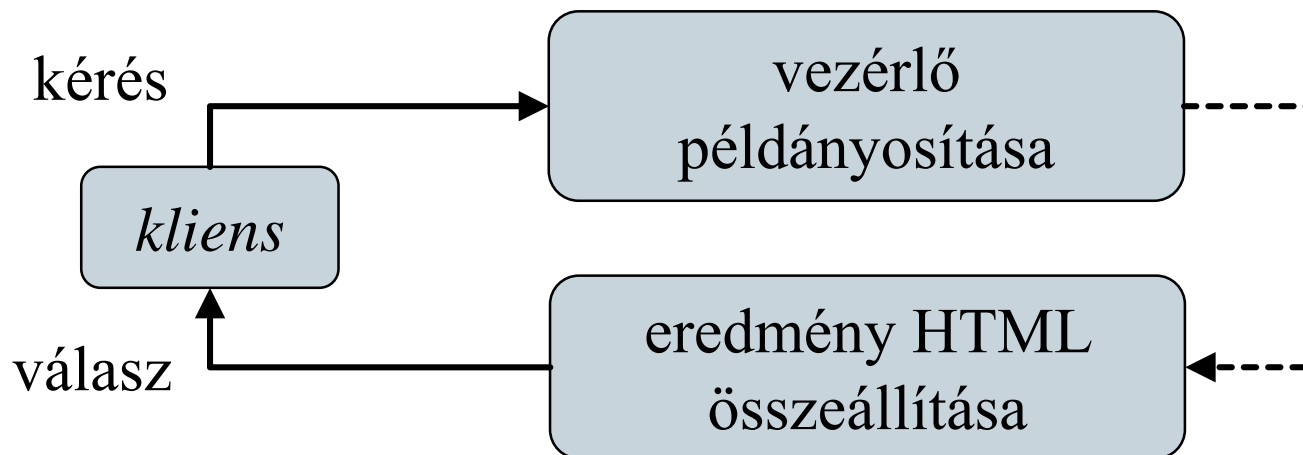 kérés
vezérlő
példányosítása
kliens
válasz
eredmény HTML
összeállítása